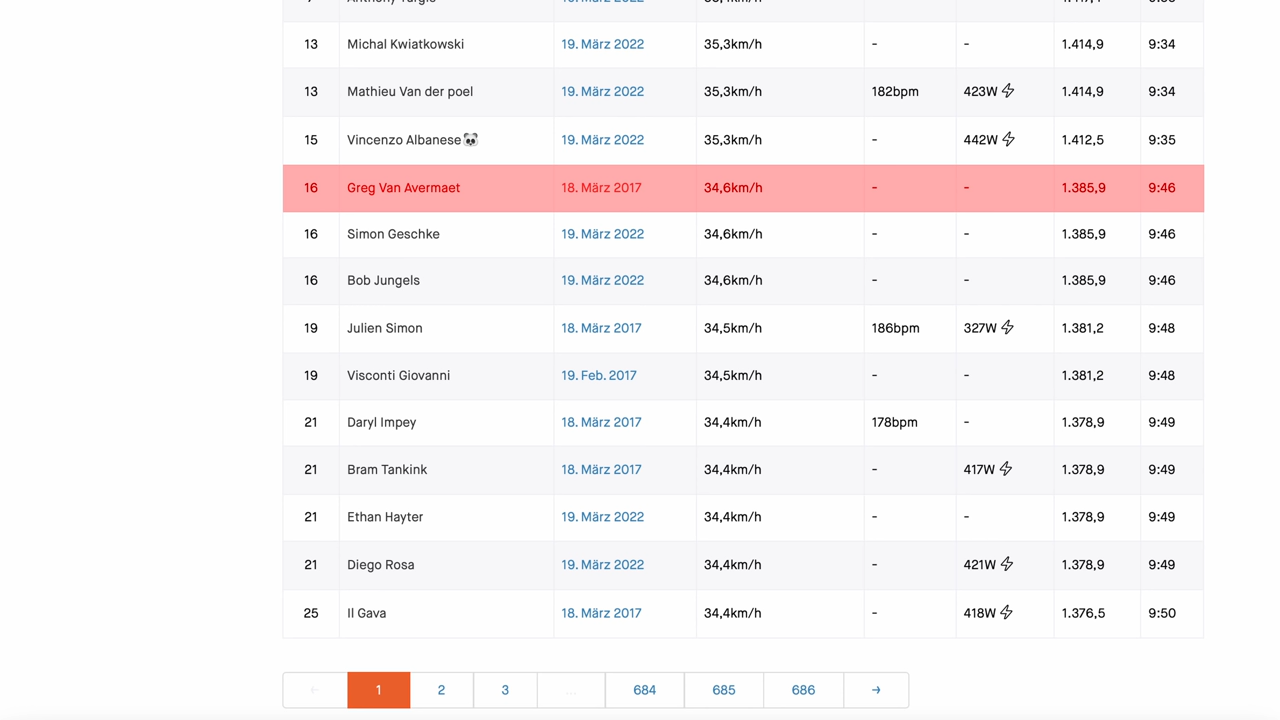 13 Michal Kwiatkowski 19. März 2022 35,3km/h - - 1.414,9 9:34
13 Mathieu Van der poel 19. März 2022 35,3km/h 182bpm 423W 1.414,9 9:34
15 Vincenzo Albanese🐼 19. März 2022 35,3km/h - 442W 1.412,5 9:35
16 Greg Van Avermaet 18. März 2017 34,6km/h - - 1.385,9 9:46
16 Simon Geschke 19. März 2022 34,6km/h - - 1.385,9 9:46
16 Bob Jungels 19. März 2022 34,6km/h - - 1.385,9 9:46
19 Julien Simon 18. März 2017 34,5km/h 186bpm 327W 1.381,2 9:48
19 Visconti Giovanni 19. Feb. 2017 34,5km/h - - 1.381,2 9:48
21 Daryl Impey 18. März 2017 34,4km/h 178bpm - 1.378,9 9:49
21 Bram Tankink 18. März 2017 34,4km/h - 417W 1.378,9 9:49
21 Ethan Hayter 19. März 2022 34,4km/h - - 1.378,9 9:49
21 Diego Rosa 19. März 2022 34,4km/h - 421W 1.378,9 9:49
25 Il Gava 18. März 2017 34,4km/h - 418W 1.376,5 9:50
← 1 2 3 ... 684 685 686 →